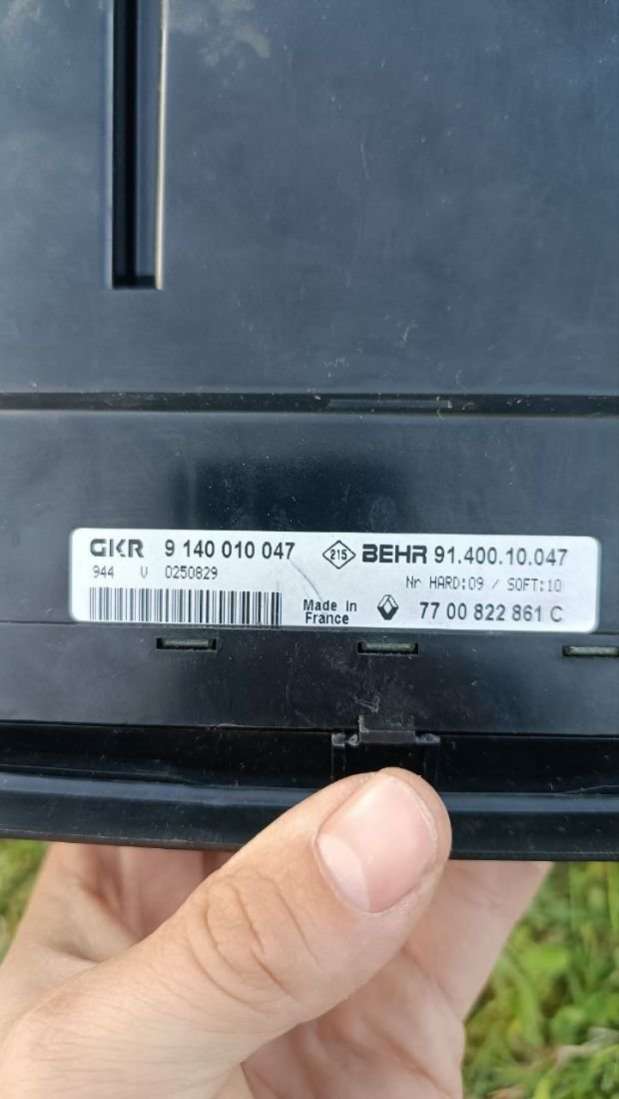 GKR 9 140 010 047 215 BEHR 91.400.10.047
944 V 0250829 Nr HARD:09 / SOFT:10
Made in
France 77 00 822 861 C